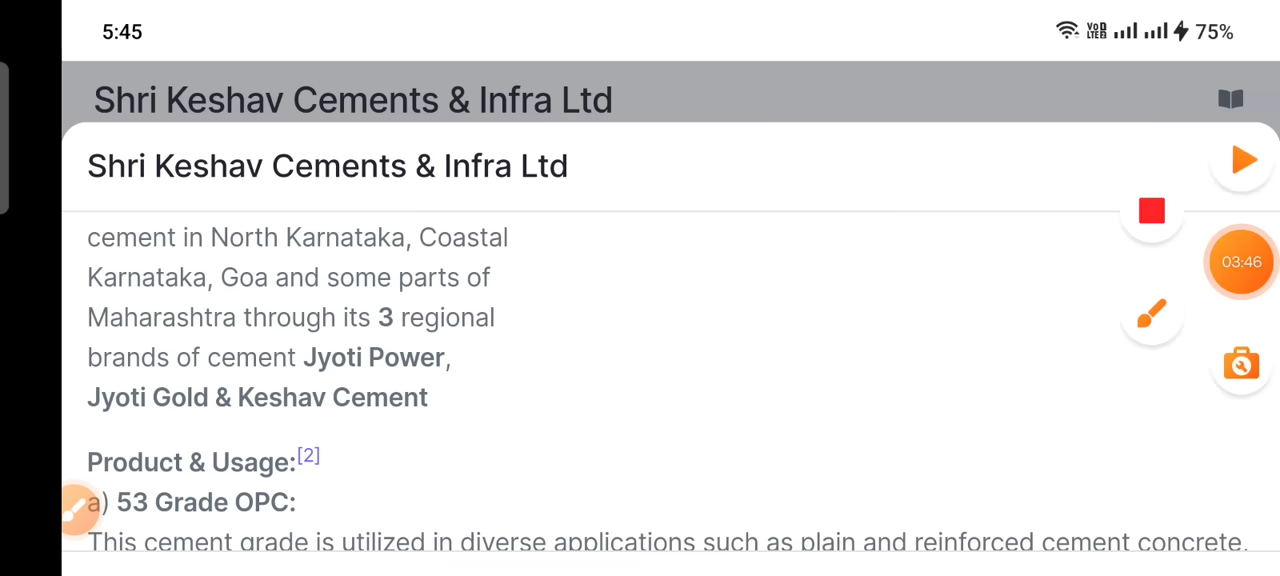 5:45
VoD LTED 75%
Shri Keshav Cements & Infra Ltd
Shri Keshav Cements & Infra Ltd
cement in North Karnataka, Coastal
Karnataka, Goa and some parts of
Maharashtra through its 3 regional
brands of cement Jyoti Power,
Jyoti Gold & Keshav Cement
03:46
Product & Usage:[2]
a) 53 Grade OPC:
This cement grade is utilized in diverse applications such as plain and reinforced cement concrete,